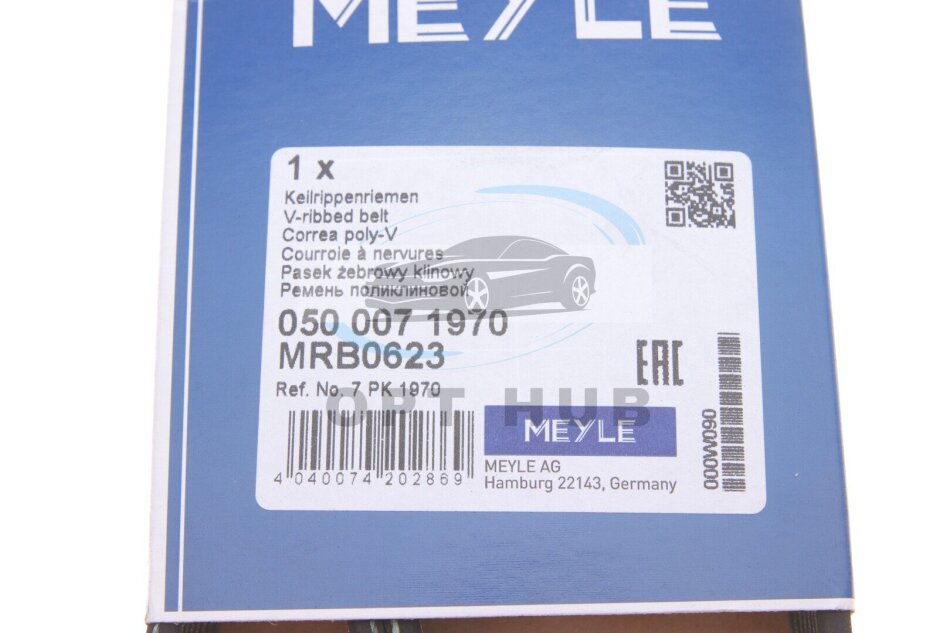 MEYLE
1 x
Keilrippenriemen
V-ribbed belt
Correa poly-V
Courroie à nervures
Pasek żebrowy klinowy
Ремень поликлиновой
050 007 1970
MRB0623
Ref. No. 7 PK 1970
OPT HUB
EAC
MEYLE
MEYLE AG
Hamburg 22143, Germany
4 040074 202869
000W090